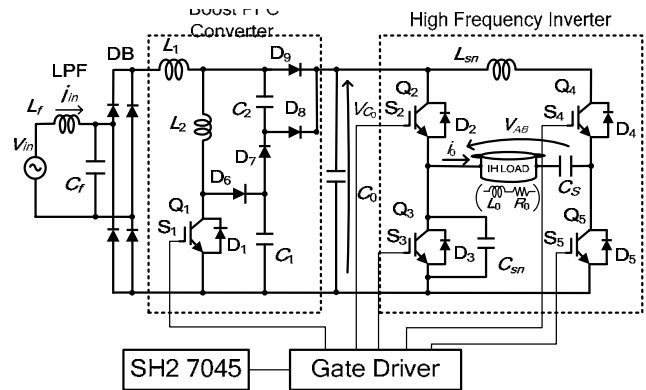 High Frequency Inverter
Converter
LPF
DB
L1
D9
Lsn
Q2
Q4
Lf
iin
C2
D8
VC0
S2
S4
L2
D2
VAB
D4
Vin
D7
i0
IH LOAD
Cf
D6
C0
L0
R0
CS
Q1
Q3
Q5
S1
D1
C1
S3
D3
Csn
S5
D5
SH2 7045
Gate Driver